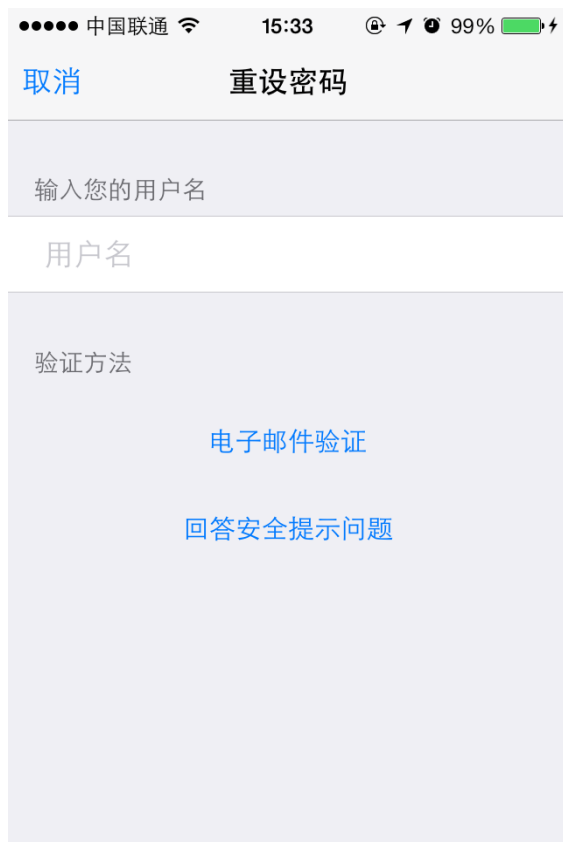 中国联通 15:33 99%
取消 重设密码
输入您的用户名
用户名
验证方法
电子邮件验证
回答安全提示问题